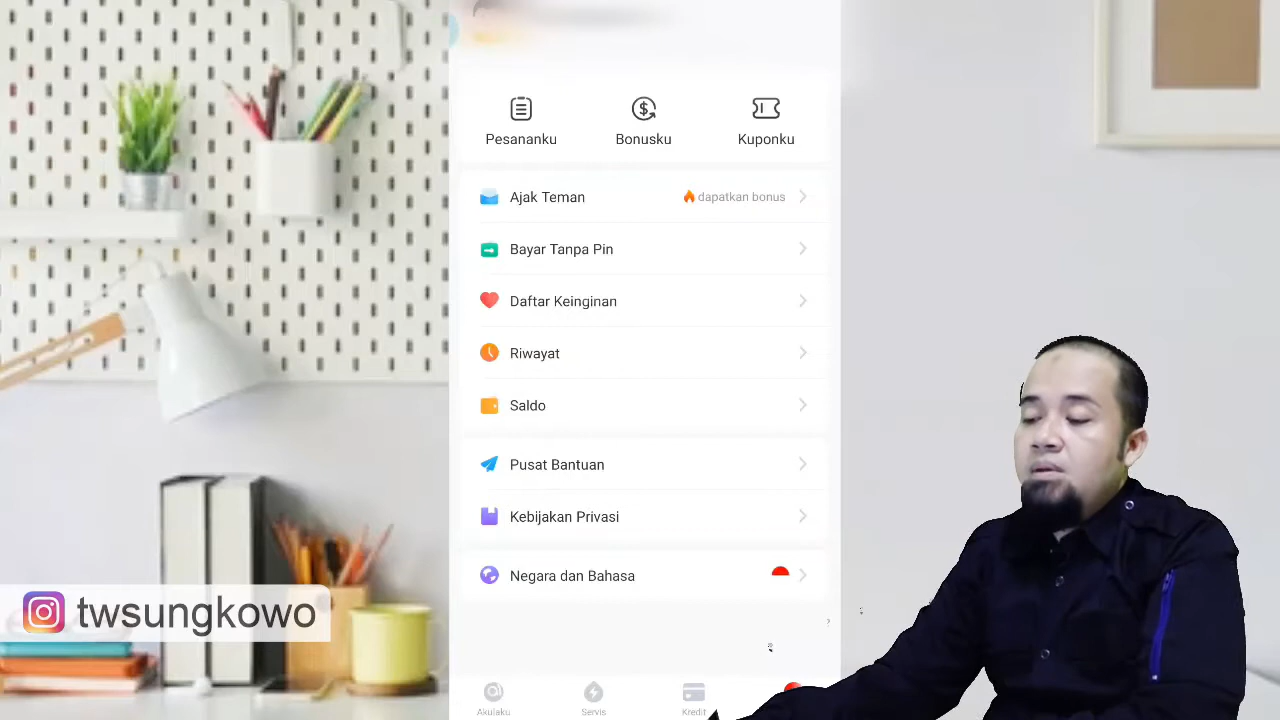 Pesananku
Bonusku
Kuponku
Ajak Teman
dapatkan bonus
Bayar Tanpa Pin
Daftar Keinginan
Riwayat
Saldo
Pusat Bantuan
Kebijakan Privasi
Negara dan Bahasa
twsungkowo
Akulaku
Servis
Kredit